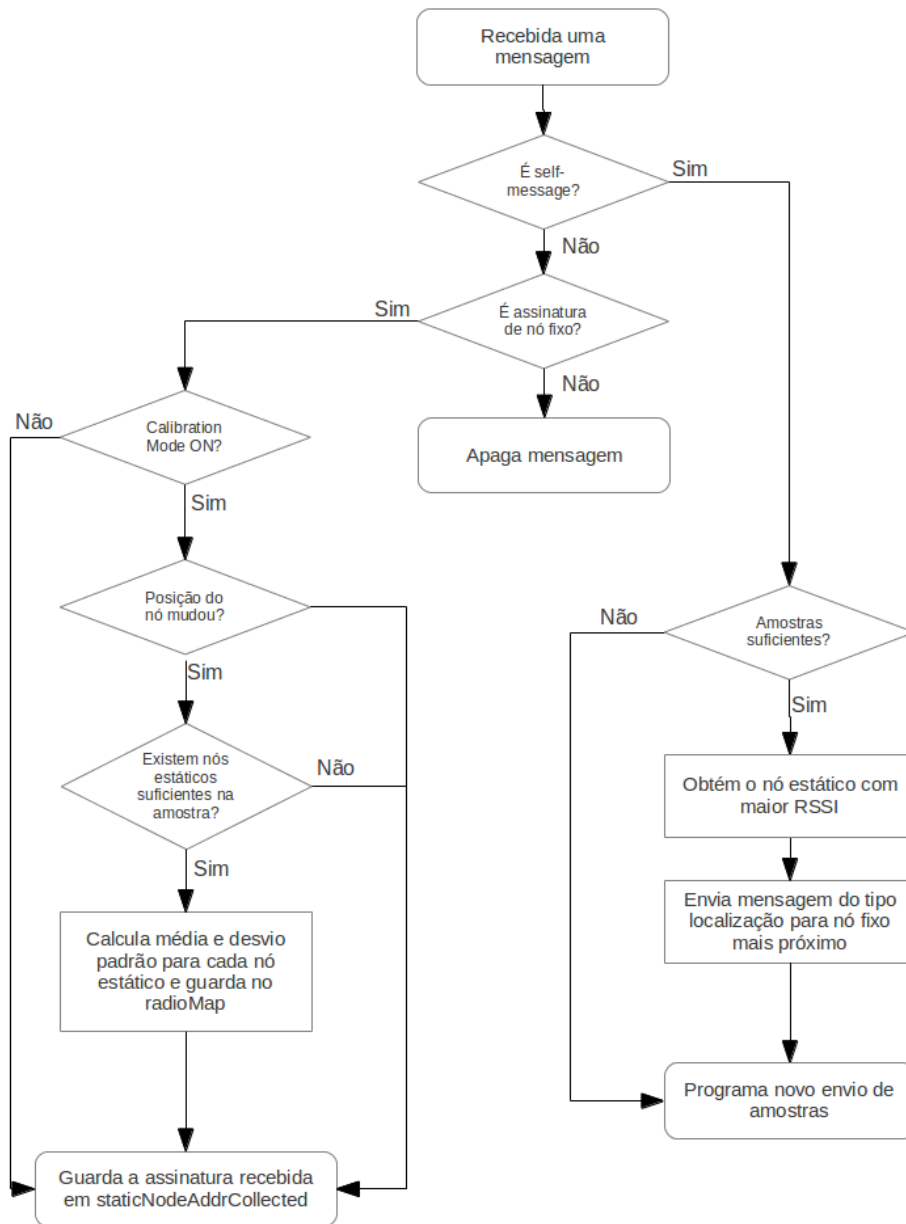 Recebida uma
mensagem
É self-
message?
Sim
Não
É assinatura
de nó fixo?
Sim
Não
Apaga mensagem
Calibration
Mode ON?
Não
Sim
Posição do
nó mudou?
Sim
Existem nós
estáticos
suficientes na
amostra?
Não
Sim
Calcula média e desvio
padrão para cada nó
estático e guarda no
radioMap
Guarda a assinatura recebida
em staticNodeAddrCollected
Amostras
suficientes?
Não
Sim
Obtém o nó estático com
maior RSSI
Envia mensagem do tipo
localização para nó fixo
mais próximo
Programa novo envio de
amostras